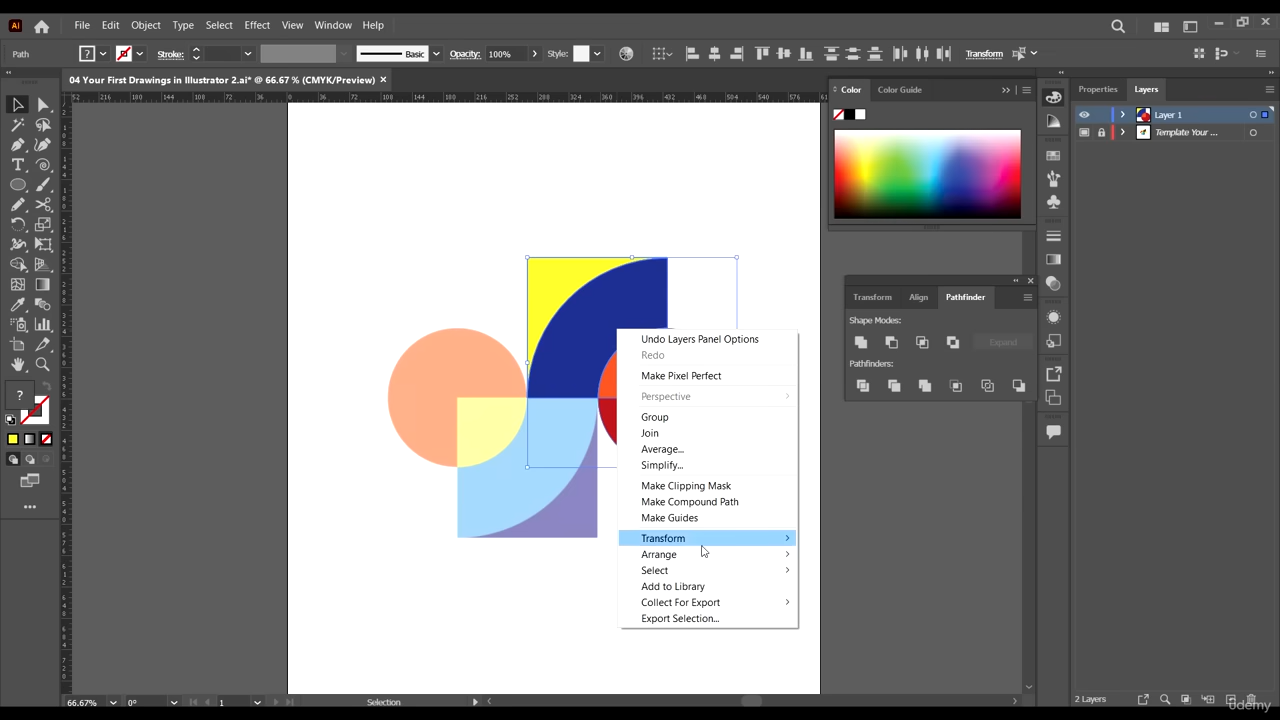 Ai File Edit Object Type Select Effect View Window Help
Path ? Stroke: Basic Opacity: 100% Style: Transform
04 Your First Drawings in Illustrator 2.ai* @ 66.67 % (CMYK/Preview) ×
Color Color Guide
Properties Layers
Layer 1
Template Your ...
Transform Align Pathfinder
Shape Modes:
Expand
Pathfinders:
Undo Layers Panel Options
Redo
Make Pixel Perfect
Perspective
Group
Join
Average...
Simplify...
Make Clipping Mask
Make Compound Path
Make Guides
Transform
Arrange
Select
Add to Library
Collect For Export
Export Selection...
?
66.67% 0° 1 Selection
2 Layers
udemy